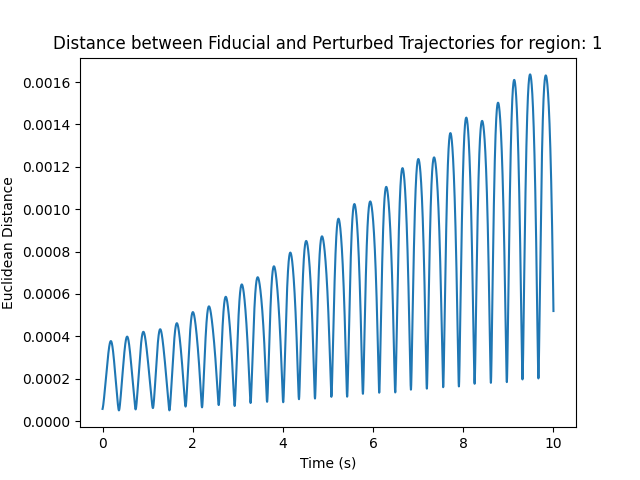 Distance between Fiducial and Perturbed Trajectories for region: 1
Euclidean Distance
0.0016
0.0014
0.0012
0.0010
0.0008
0.0006
0.0004
0.0002
0.0000
0 2 4 6 8 10
Time (s)